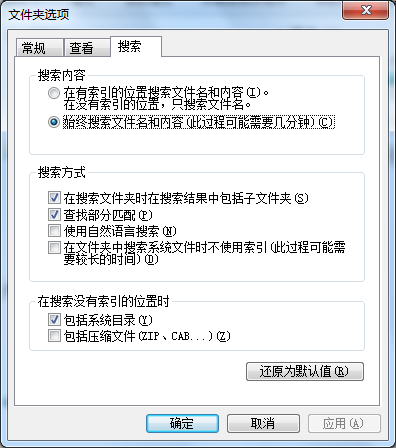 文件夹选项
常规
查看
搜索
搜索内容
在有索引的位置搜索文件名和内容(I)。
在没有索引的位置，只搜索文件名。
始终搜索文件名和内容(此过程可能需要几分钟)(C)
搜索方式
在搜索文件夹时在搜索结果中包括子文件夹(S)
查找部分匹配(P)
使用自然语言搜索(N)
在文件夹中搜索系统文件时不使用索引(此过程可能需
要较长的时间)(D)
在搜索没有索引的位置时
包括系统目录(Y)
包括压缩文件(ZIP、CAB...)(Z)
还原为默认值(R)
确定
取消
应用(A)